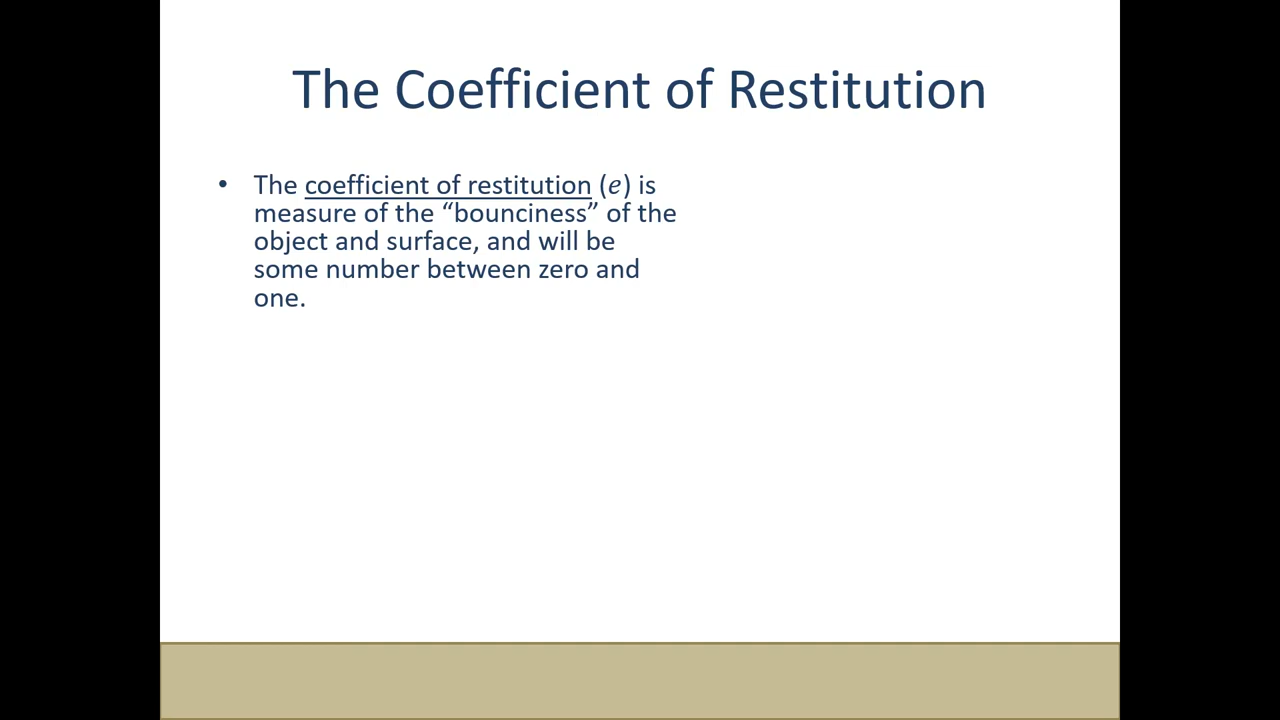 The Coefficient of Restitution
• The coefficient of restitution (e) is
measure of the “bounciness” of the
object and surface, and will be
some number between zero and
one.